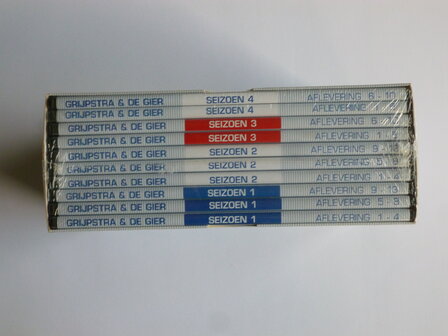 GRIJPSTRA & DE GIER SEIZOEN 4 AFLEVERING 6 - 10
GRIJPSTRA & DE GIER SEIZOEN 4 AFLEVERING
GRIJPSTRA & DE GIER SEIZOEN 3 AFLEVERING 6
GRIJPSTRA & DE GIER SEIZOEN 3 AFLEVERING 1
GRIJPSTRA & DE GIER SEIZOEN 2 AFLEVERING 9
GRIJPSTRA & DE GIER SEIZOEN 2 AFLEVERING 5
GRIJPSTRA & DE GIER SEIZOEN 2 AFLEVERING
GRIJPSTRA & DE GIER SEIZOEN 1 AFLEVERING 9 - 13
GRIJPSTRA & DE GIER SEIZOEN 1 AFLEVERING 5 - 8
GRIJPSTRA & DE GIER SEIZOEN 1 AFLEVERING 1 - 4